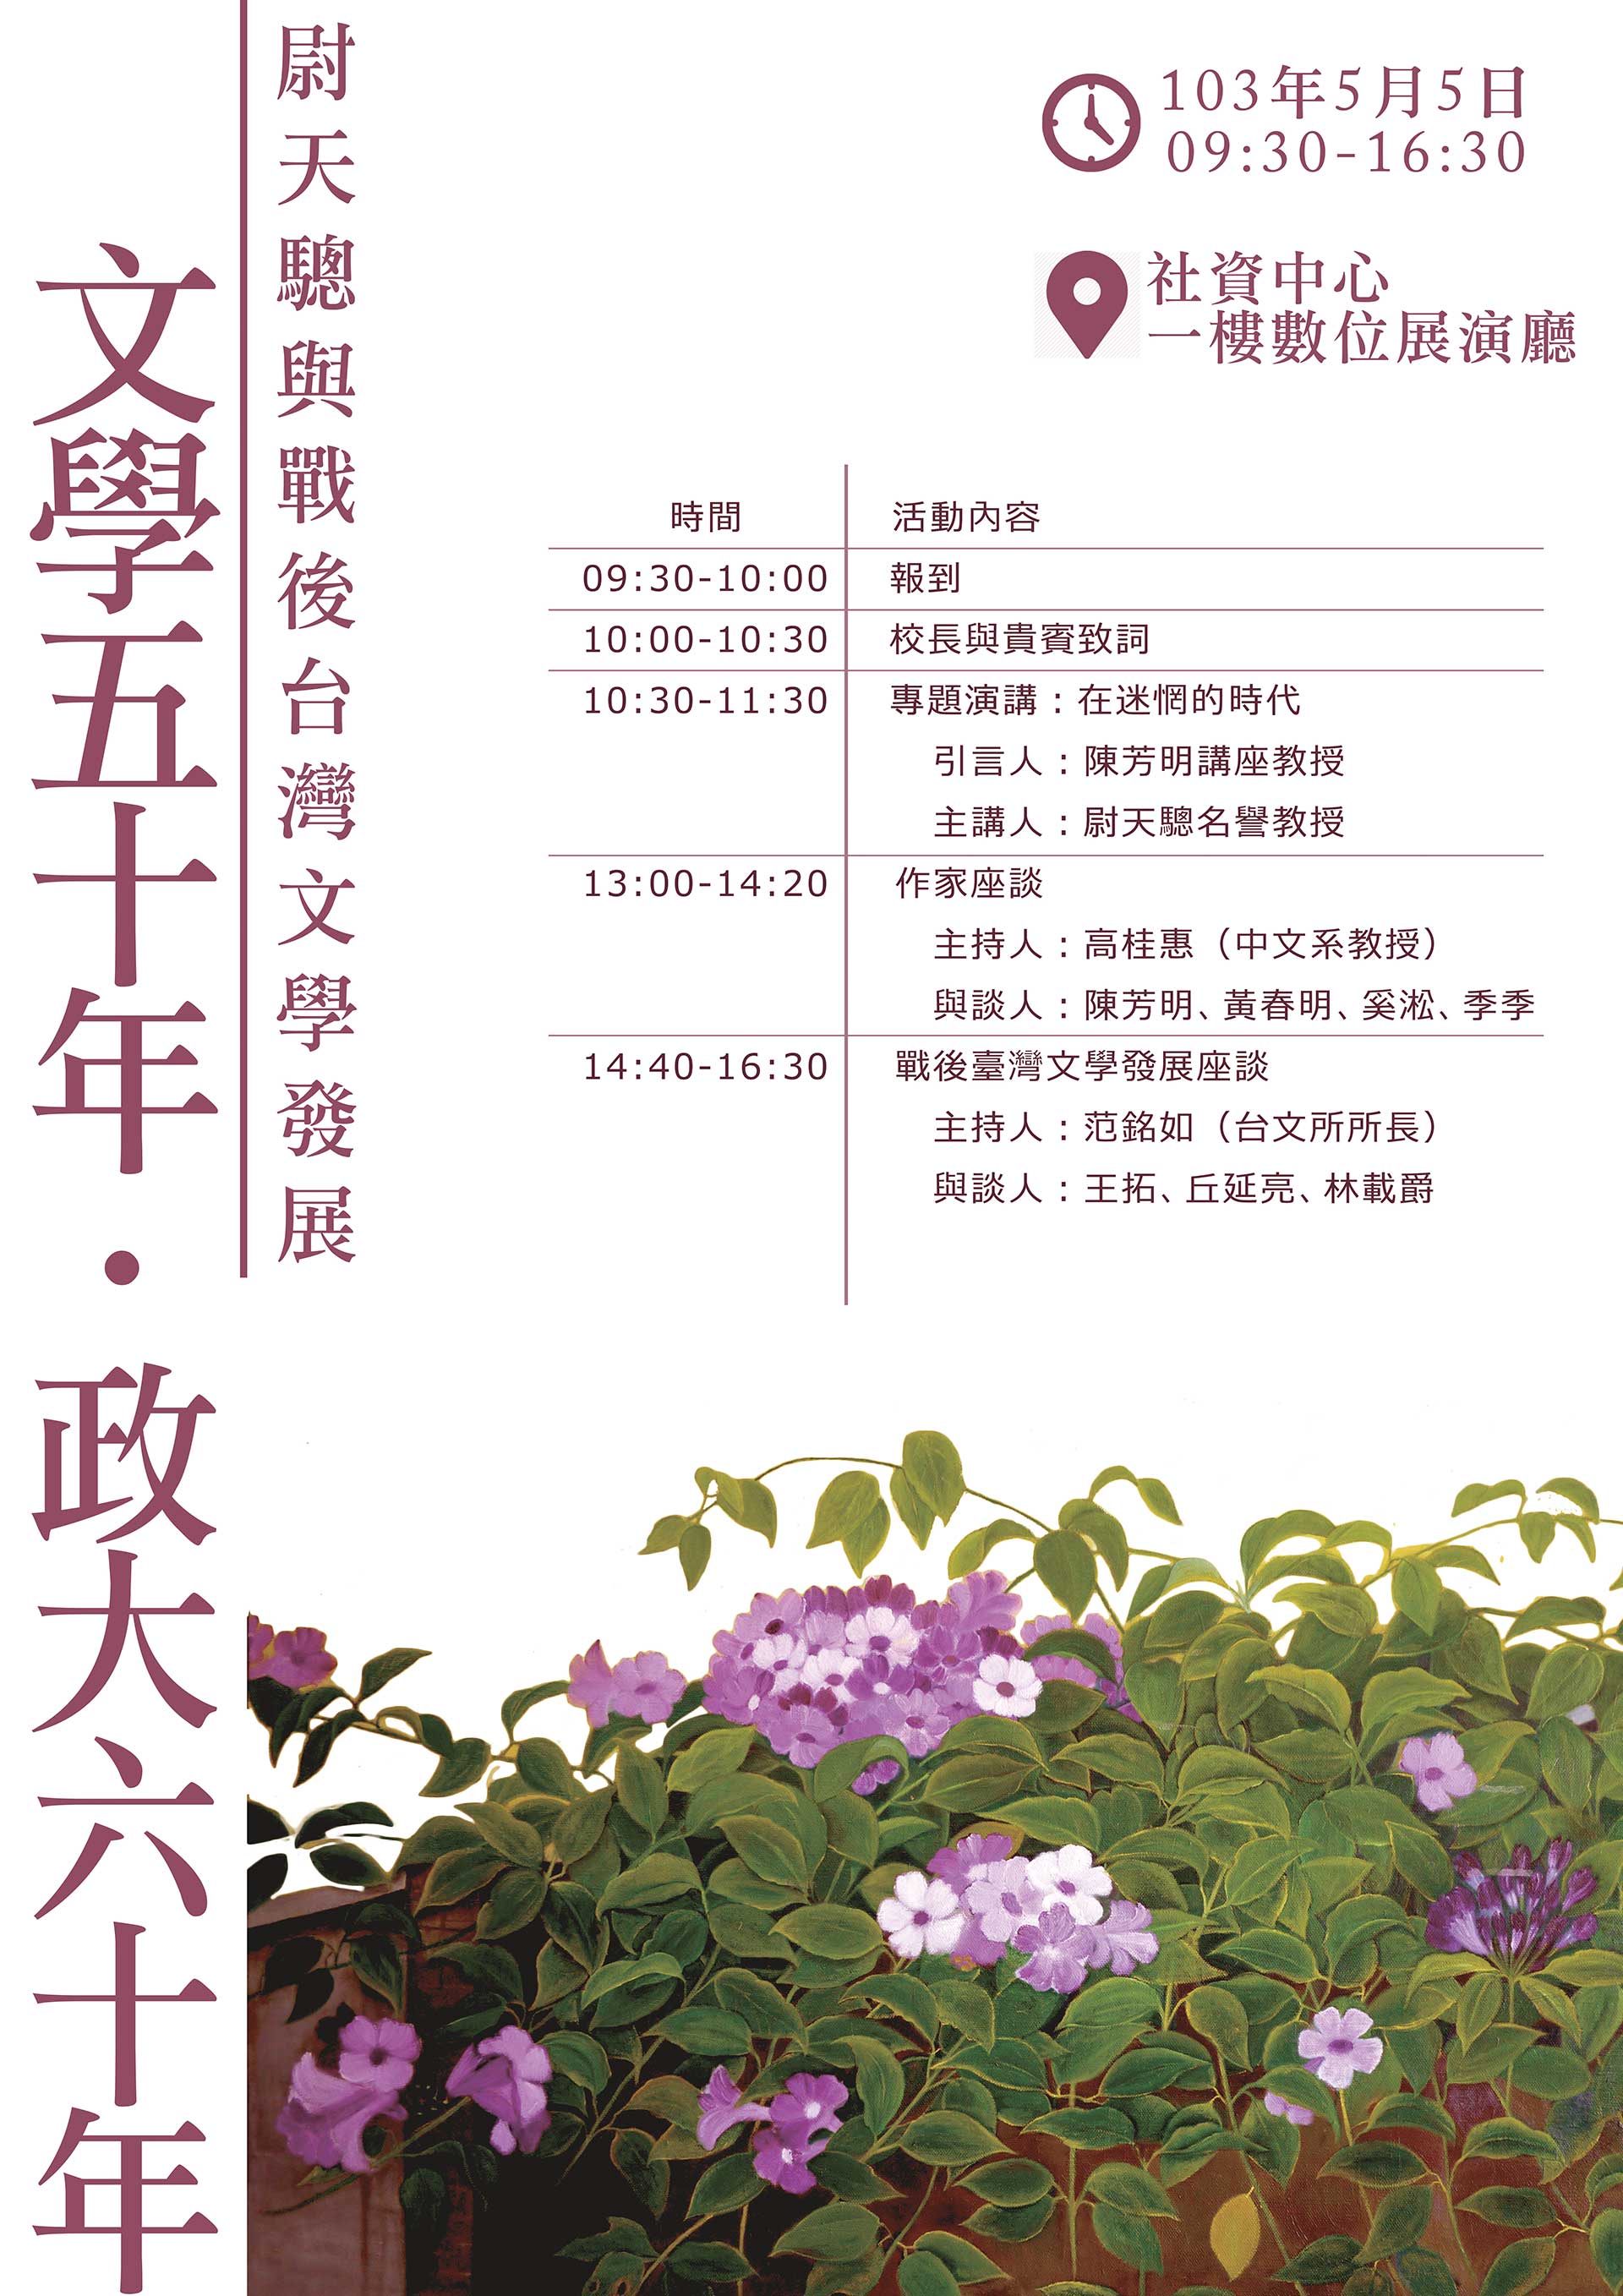 文學五十年・政大六十年
尉天驄與戰後台灣文學發展
103年5月5日
09:30-16:30
社資中心
一樓數位展演廳
時間 活動內容
09:30-10:00 報到
10:00-10:30 校長與貴賓致詞
10:30-11:30 專題演講：在迷惘的時代
引言人：陳芳明講座教授
主講人：尉天驄名譽教授
13:00-14:20 作家座談
主持人：高桂惠（中文系教授）
與談人：陳芳明、黃春明、奚淞、季季
14:40-16:30 戰後臺灣文學發展座談
主持人：范銘如（台文所所長）
與談人：王拓、丘延亮、林載爵